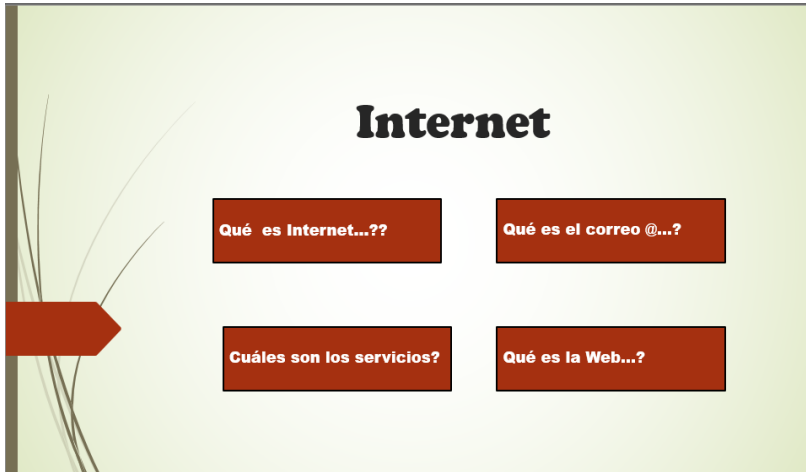 Internet
Qué  es Internet...??
Qué es el correo @...?
Cuáles son los servicios?
Qué es la Web...?